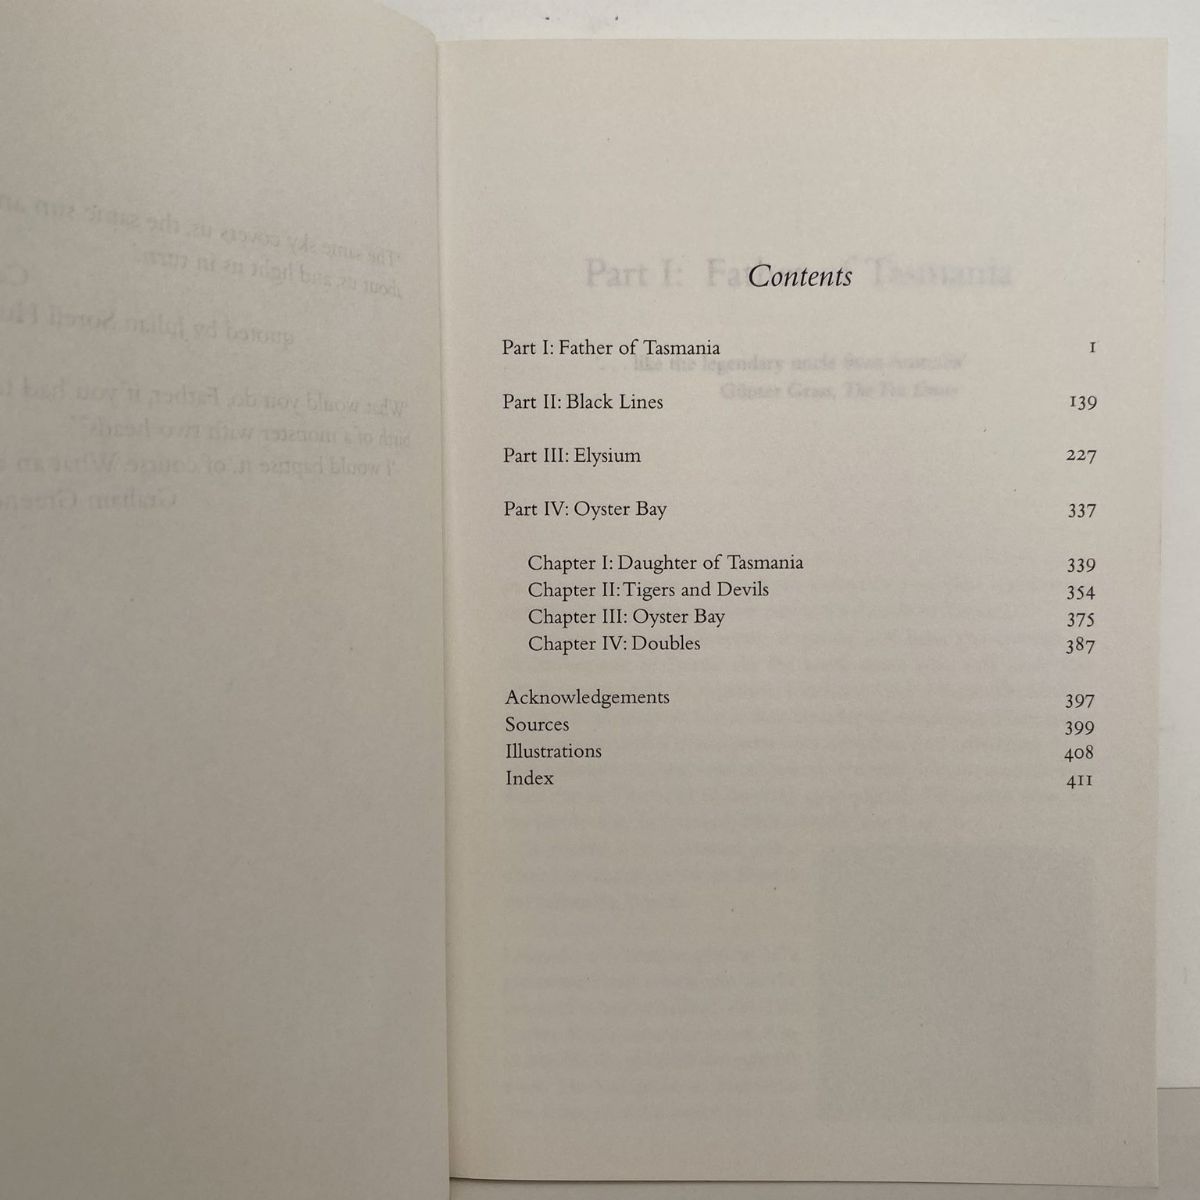 Contents
Part I: Father of Tasmania 1
Part II: Black Lines 139
Part III: Elysium 227
Part IV: Oyster Bay 337
Chapter I: Daughter of Tasmania 339
Chapter II: Tigers and Devils 354
Chapter III: Oyster Bay 375
Chapter IV: Doubles 387
Acknowledgements 397
Sources 399
Illustrations 408
Index 411